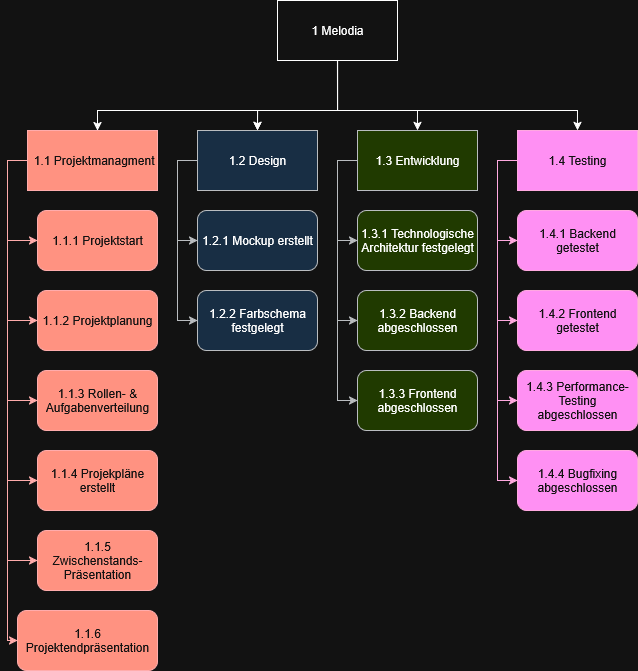 1 Melodia
1.1 Projektmanagment
1.1.1 Projektstart
1.1.2 Projektplanung
1.1.3 Rollen- &
Aufgabenverteilung
1.1.4 Projekpläne
erstellt
1.1.5
Zwischenstands-
Präsentation
1.1.6
Projektendpräsentation
1.2 Design
1.2.1 Mockup erstellt
1.2.2 Farbschema
festgelegt
1.3 Entwicklung
1.3.1 Technologische
Architektur festgelegt
1.3.2 Backend
abgeschlossen
1.3.3 Frontend
abgeschlossen
1.4 Testing
1.4.1 Backend
getestet
1.4.2 Frontend
getestet
1.4.3 Performance-
Testing
abgeschlossen
1.4.4 Bugfixing
abgeschlossen